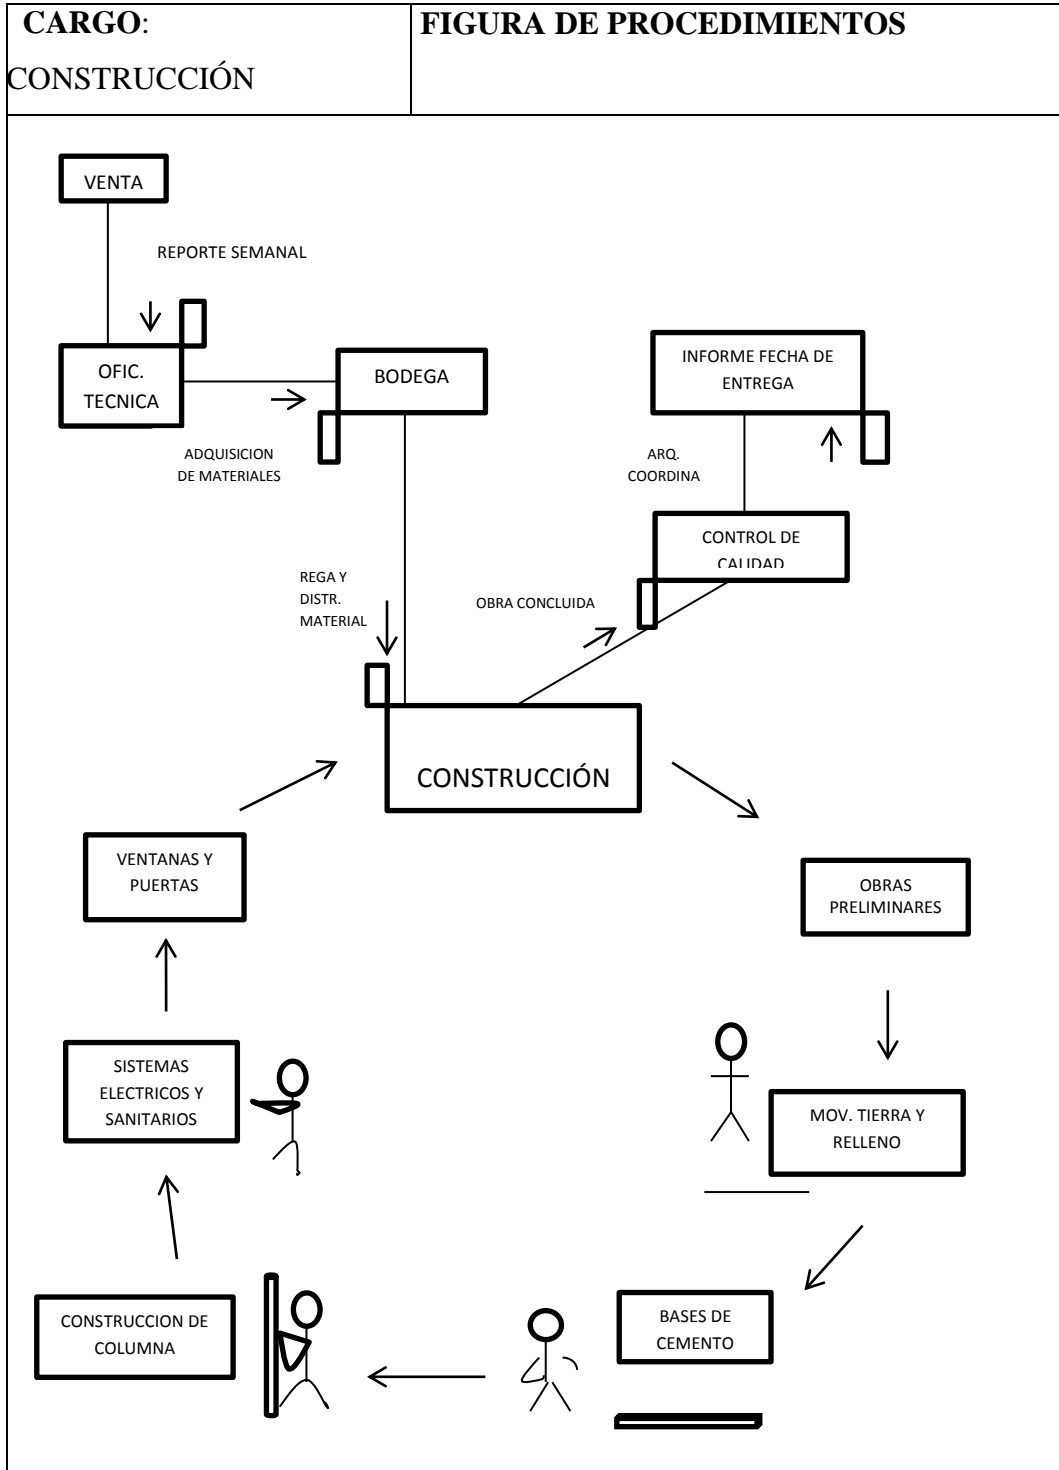 CARGO:
CONSTRUCCIÓN
FIGURA DE PROCEDIMIENTOS
VENTA
REPORTE SEMANAL
OFIC.
TECNICA
BODEGA
INFORME FECHA DE
ENTREGA
ADQUISICION
DE MATERIALES
ARQ.
COORDINA
CONTROL DE
CALIDAD
REGA Y
DISTR.
MATERIAL
OBRA CONCLUIDA
CONSTRUCCIÓN
VENTANAS Y
PUERTAS
OBRAS
PRELIMINARES
SISTEMAS
ELECTRICOS Y
SANITARIOS
MOV. TIERRA Y
RELLENO
CONSTRUCCION DE
COLUMNA
BASES DE
CEMENTO